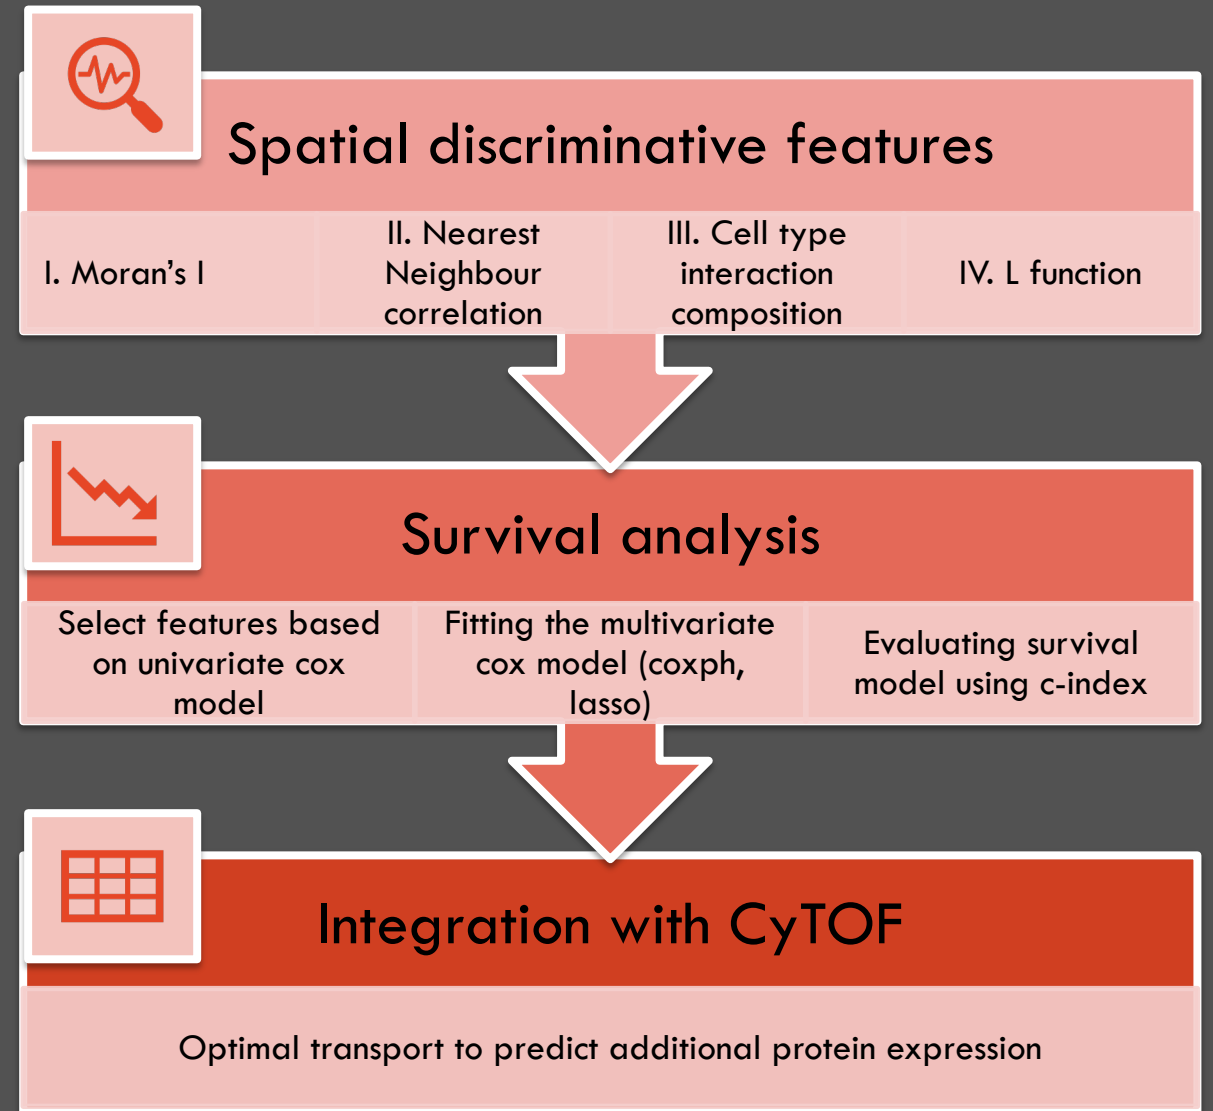 Spatial discriminative features
I. Moran's I
II. Nearest
Neighbour
correlation
III. Cell type
interaction
composition
IV. L function
Survival analysis
Select features based
on univariate cox
model
Fitting the multivariate
cox model (coxph,
lasso)
Evaluating survival
model using c-index
Integration with CyTOF
Optimal transport to predict additional protein expression